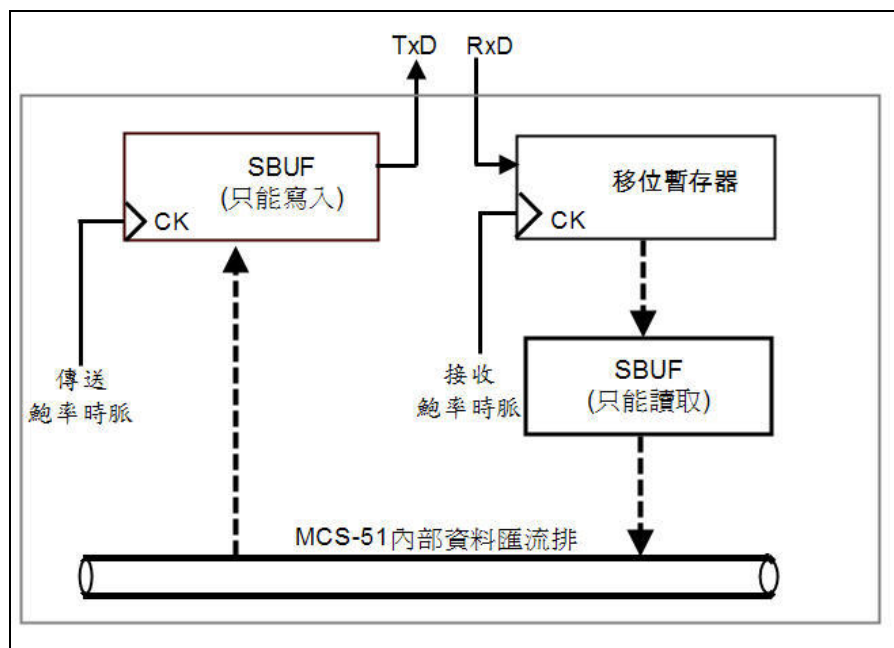 TxD RxD
SBUF
(只能寫入)
CK
移位暫存器
CK
傳送
鮑率時脈
接收
鮑率時脈
SBUF
(只能讀取)
MCS-51內部資料匯流排